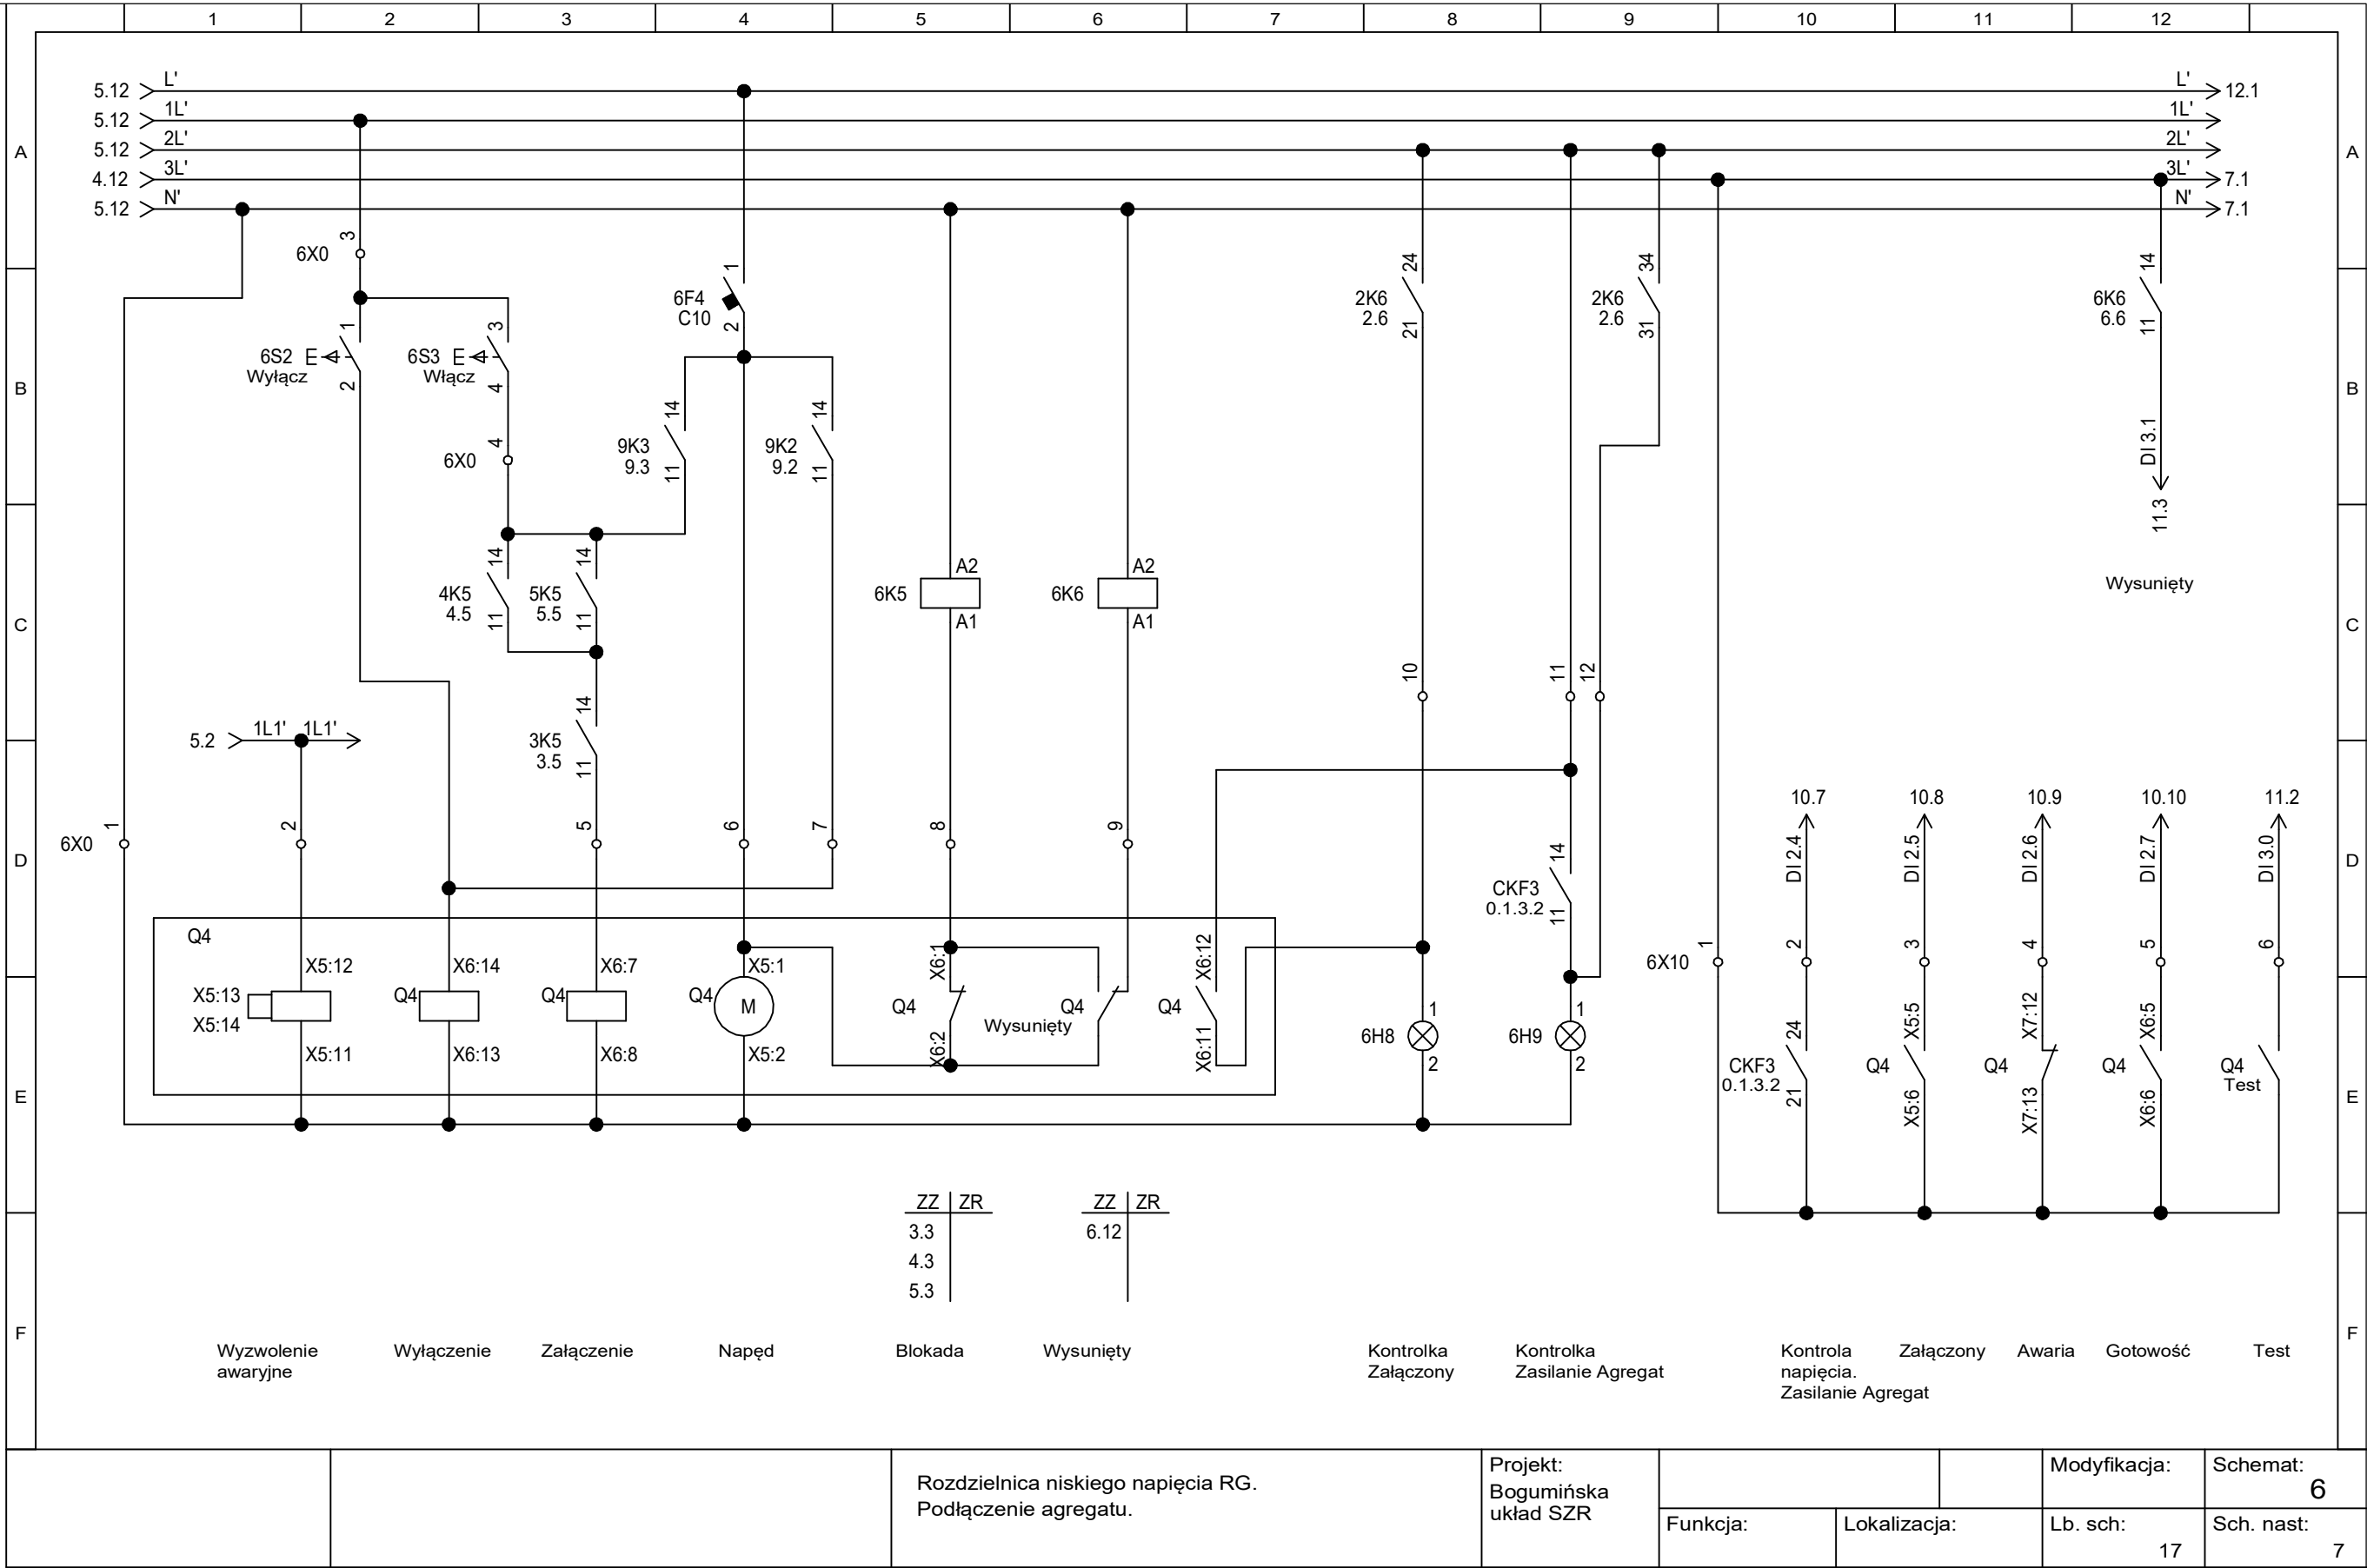 1 2 3 4 5 6 7 8 9 10 11 12
A A
B B
C C
D D
E E
F F
5.12 L' L' 12.1
5.12 1L' 1L'
5.12 2L' 2L'
4.12 3L' 3L' 7.1
5.12 N' N' 7.1
6X0 3
1 6S2 2
Wyłącz
3 6S3 4
Włącz
4 6X0
1 6F4 2
C10
14 9K3 11
9.3
14 9K2 11
9.2
14 4K5 11
4.5
14 5K5 11
5.5
14 3K5 11
3.5
A2 6K5 A1
A2 6K6 A1
24 2K6 21
2.6
34 2K6 31
2.6
14 6K6 11
6.6
DI 3.1
11.3
Wysunięty
10 11 12
5.2 1L1' 1L1'
6X0 1 2 5 6 7 8 9
14 CKF3 11
0.1.3.2
Q4
X5:12
X5:13
X5:14
X5:11
X6:14
Q4
X6:13
X6:7
Q4
X6:8
X5:1
Q4 M
X5:2
X6:1
Q4
X6:2
Wysunięty
Q4
X6:12
Q4
X6:11
1
6H8
2
1
6H9
2
10.7 10.8 10.9 10.10 11.2
DI 2.4 DI 2.5 DI 2.6 DI 2.7 DI 3.0
6X10 1 2 3 4 5 6
24 CKF3 21
0.1.3.2
X5:5 Q4 X5:6
X7:12 Q4 X7:13
X6:5 Q4 X6:6
Q4
Test
ZZ ZR
3.3
4.3
5.3
ZZ ZR
6.12
Wyzwolenie
awaryjne
Wyłączenie
Załączenie
Napęd
Blokada
Wysunięty
Kontrolka
Załączony
Kontrolka
Zasilanie Agregat
Kontrola
napięcia.
Zasilanie Agregat
Załączony
Awaria
Gotowość
Test
Rozdzielnica niskiego napięcia RG.
Podłączenie agregatu.
Projekt:
Bogumińska
układ SZR
Funkcja:
Lokalizacja:
Modyfikacja:
Schemat:
6
Lb. sch:
17
Sch. nast:
7